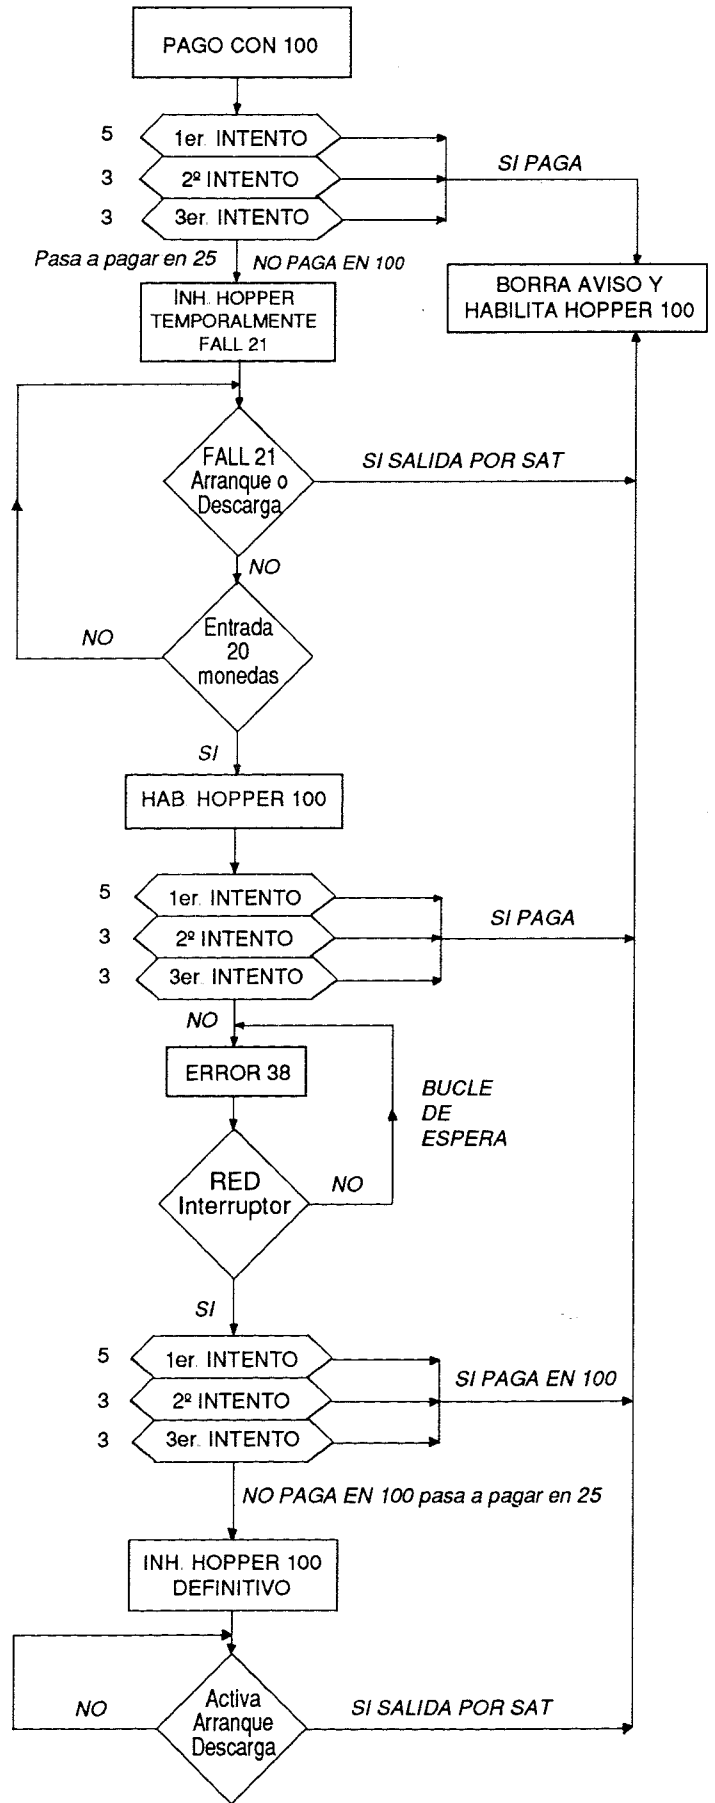 PAGO CON 100
5 1er. INTENTO
3 2º INTENTO
3 3er. INTENTO
SI PAGA
Pasa a pagar en 25
NO PAGA EN 100
INH. HOPPER
TEMPORALMENTE
FALL 21
BORRA AVISO Y
HABILITA HOPPER 100
FALL 21
Arranque o
Descarga
SI SALIDA POR SAT
NO
Entrada
20
monedas
NO
SI
HAB. HOPPER 100
5 1er. INTENTO
3 2º INTENTO
3 3er. INTENTO
SI PAGA
NO
ERROR 38
BUCLE
DE
ESPERA
RED
Interruptor
NO
SI
5 1er. INTENTO
3 2º INTENTO
3 3er. INTENTO
SI PAGA EN 100
NO PAGA EN 100 pasa a pagar en 25
INH. HOPPER 100
DEFINITIVO
Activa
Arranque
Descarga
NO
SI SALIDA POR SAT